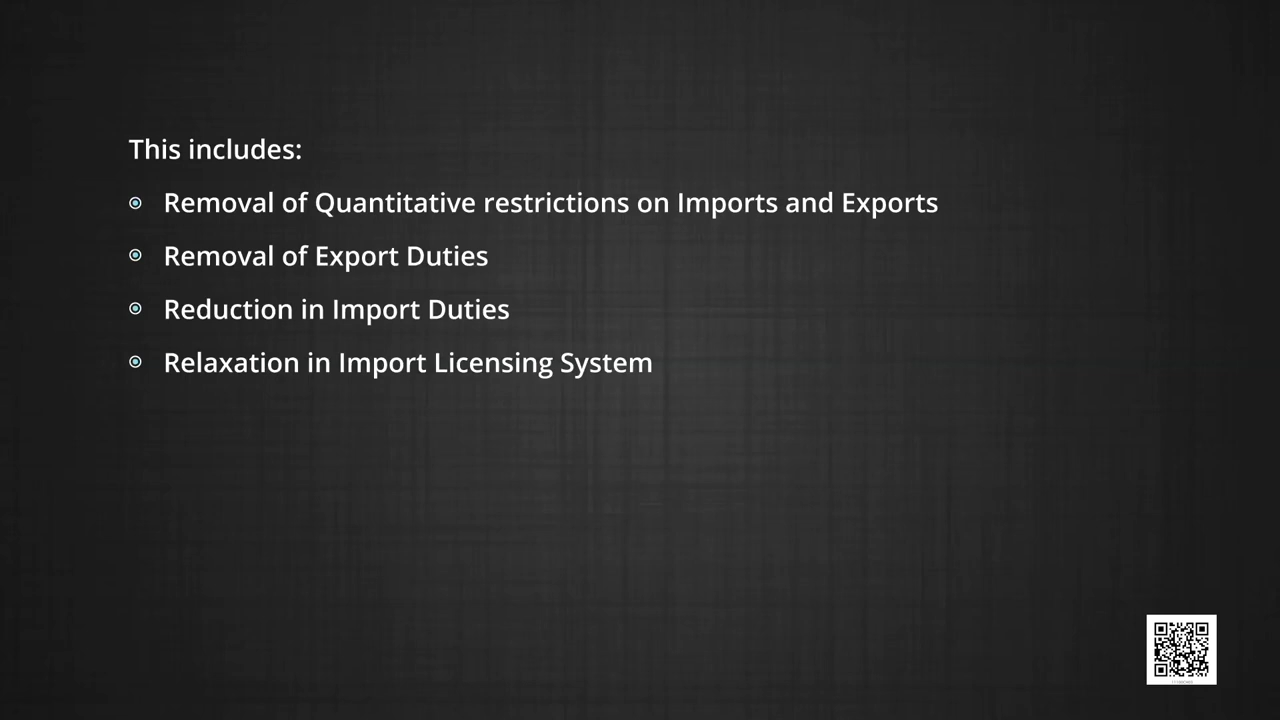 This includes:
Removal of Quantitative restrictions on Imports and Exports
Removal of Export Duties
Reduction in Import Duties
Relaxation in Import Licensing System